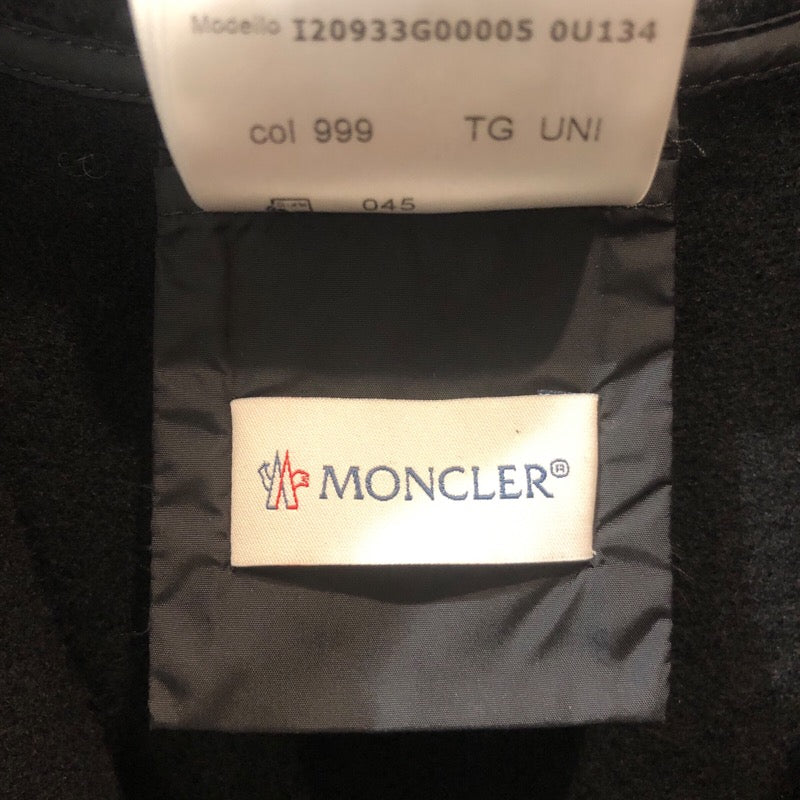 Modello I20933G00005 0U134
col 999 TG UNI
045
MONCLER®